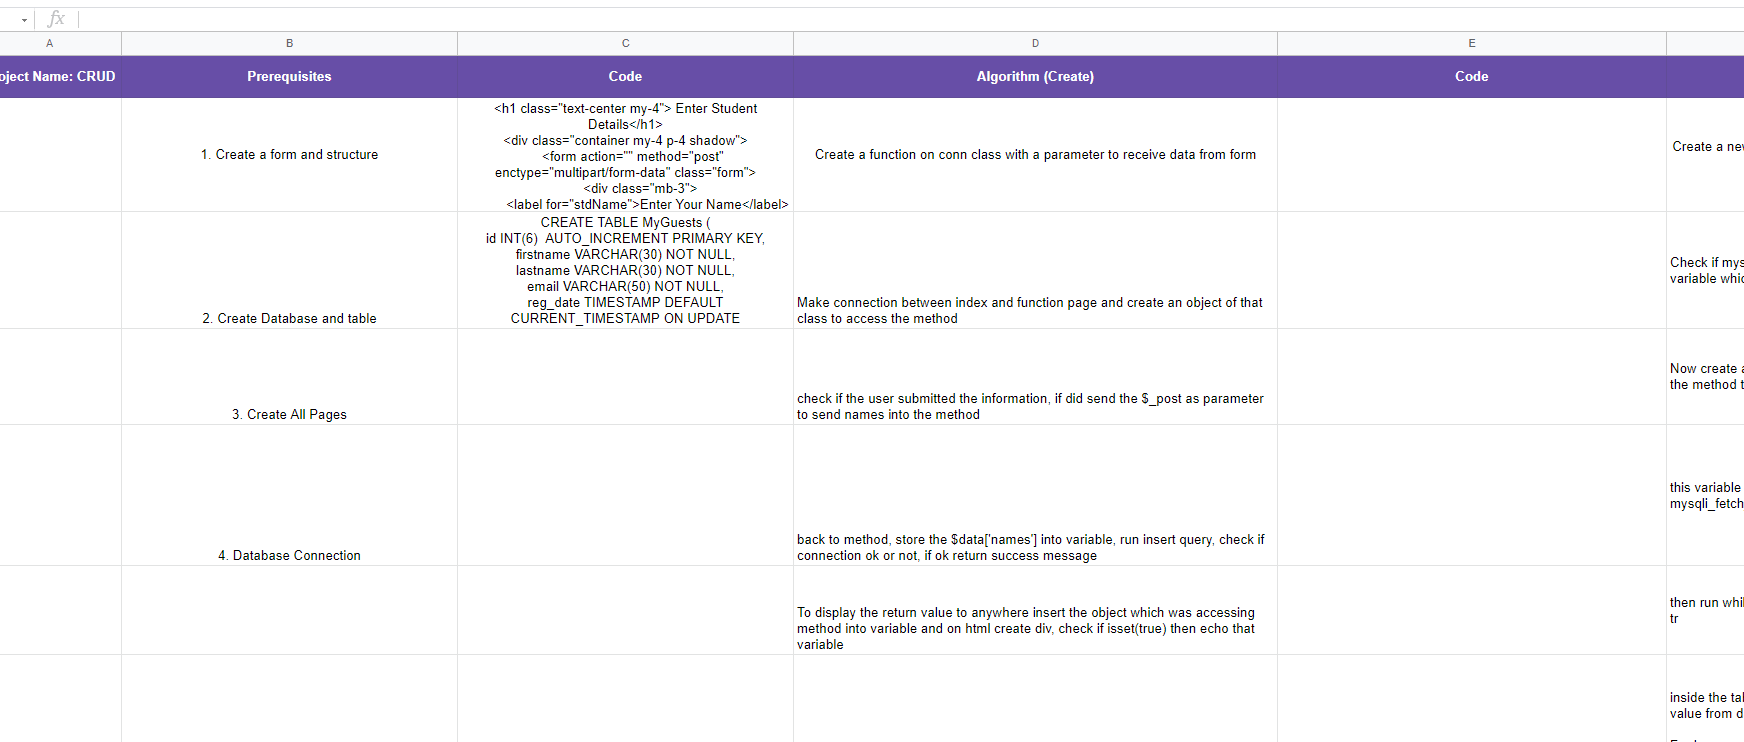 fx
A B C D E
oject Name: CRUD Prerequisites Code Algorithm (Create) Code
1. Create a form and structure
<h1 class="text-center my-4"> Enter Student
Details</h1>
<div class="container my-4 p-4 shadow">
<form action="" method="post"
enctype="multipart/form-data" class="form">
<div class="mb-3">
<label for="stdName">Enter Your Name</label>
Create a function on conn class with a parameter to receive data from form
Create a nev
2. Create Database and table
CREATE TABLE MyGuests (
id INT(6)  AUTO_INCREMENT PRIMARY KEY,
firstname VARCHAR(30) NOT NULL,
lastname VARCHAR(30) NOT NULL,
email VARCHAR(50) NOT NULL,
reg_date TIMESTAMP DEFAULT
CURRENT_TIMESTAMP ON UPDATE
Make connection between index and function page and create an object of that
class to access the method
Check if mys
variable whic
3. Create All Pages
check if the user submitted the information, if did send the $_post as parameter
to send names into the method
Now create a
the method t
4. Database Connection
back to method, store the $data['names'] into variable, run insert query, check if
connection ok or not, if ok return success message
this variable
mysqli_fetch
To display the return value to anywhere insert the object which was accessing
method into variable and on html create div, check if isset(true) then echo that
variable
then run whil
tr
inside the tal
value from d